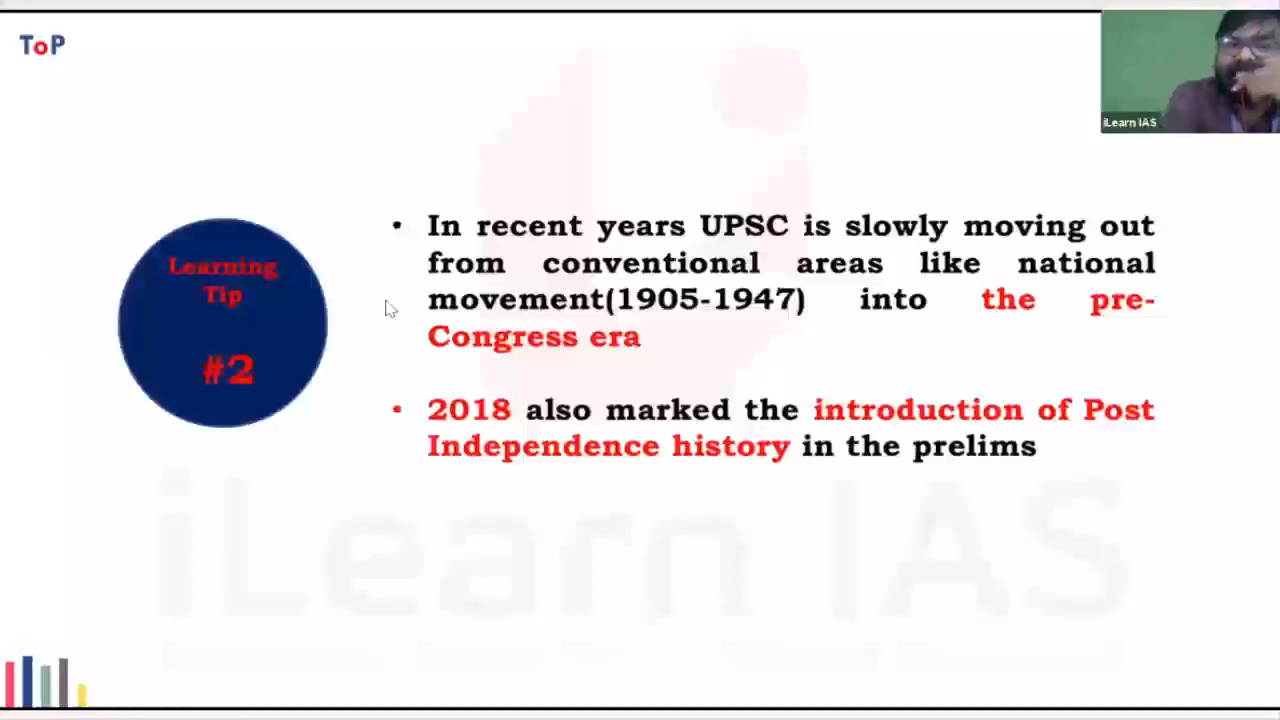 ToP
iLearn IAS
Learning
Tip
#2
• In recent years UPSC is slowly moving out
from conventional areas like national
movement(1905-1947) into the pre-
Congress era
• 2018 also marked the introduction of Post
Independence history in the prelims
iLearn IAS